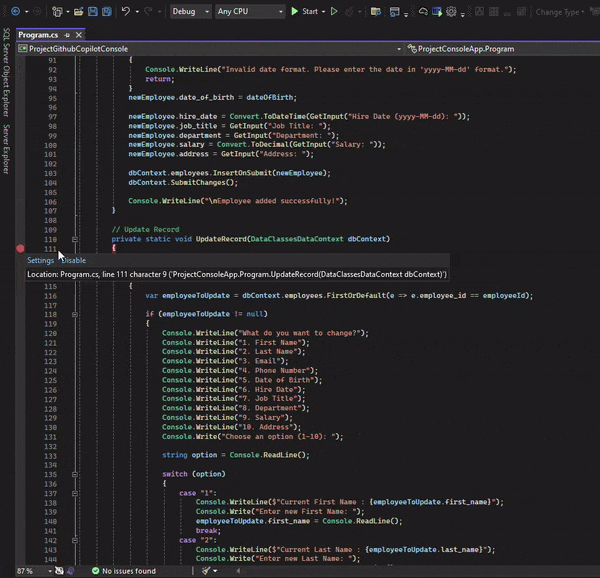 Debug
Any CPU
Start
Change Type
SQL Server Object Explorer
Server Explorer
Program.cs
ProjectGithubCopilotConsole
ProjectConsoleApp.Program
91 {
92 Console.WriteLine("Invalid date format. Please enter the date in 'yyyy-MM-dd' format.");
93 return;
94 }
95 newEmployee.date_of_birth = dateOfBirth;
96
97 newEmployee.hire_date = Convert.ToDateTime(GetInput("Hire Date (yyyy-MM-dd): "));
98 newEmployee.job_title = GetInput("Job Title: ");
99 newEmployee.department = GetInput("Department: ");
100 newEmployee.salary = Convert.ToDecimal(GetInput("Salary: "));
101 newEmployee.address = GetInput("Address: ");
102
103 dbContext.employees.InsertOnSubmit(newEmployee);
104 dbContext.SubmitChanges();
105
106 Console.WriteLine("\nEmployee added successfully!");
107 }
108
109 // Update Record
110 private static void UpdateRecord(DataClassesDataContext dbContext)
111 {
Settings Disable
Location: Program.cs, line 111 character 9 ('ProjectConsoleApp.Program.UpdateRecord(DataClassesDataContext dbContext)')
115 {
116 var employeeToUpdate = dbContext.employees.FirstOrDefault(e => e.employee_id == employeeId);
117
118 if (employeeToUpdate != null)
119 {
120 Console.WriteLine("What do you want to change?");
121 Console.WriteLine("1. First Name");
122 Console.WriteLine("2. Last Name");
123 Console.WriteLine("3. Email");
124 Console.WriteLine("4. Phone Number");
125 Console.WriteLine("5. Date of Birth");
126 Console.WriteLine("6. Hire Date");
127 Console.WriteLine("7. Job Title");
128 Console.WriteLine("8. Department");
129 Console.WriteLine("9. Salary");
130 Console.WriteLine("10. Address");
131 Console.Write("Choose an option (1-10): ");
132
133 string option = Console.ReadLine();
134
135 switch (option)
136 {
137 case "1":
138 Console.WriteLine($"Current First Name : {employeeToUpdate.first_name}");
139 Console.Write("Enter new First Name: ");
140 employeeToUpdate.first_name = Console.ReadLine();
141 break;
142 case "2":
143 Console.WriteLine($"Current Last Name : {employeeToUpdate.last_name}");
144 Console.Write("Enter new Last Name: ");
87 %
No issues found